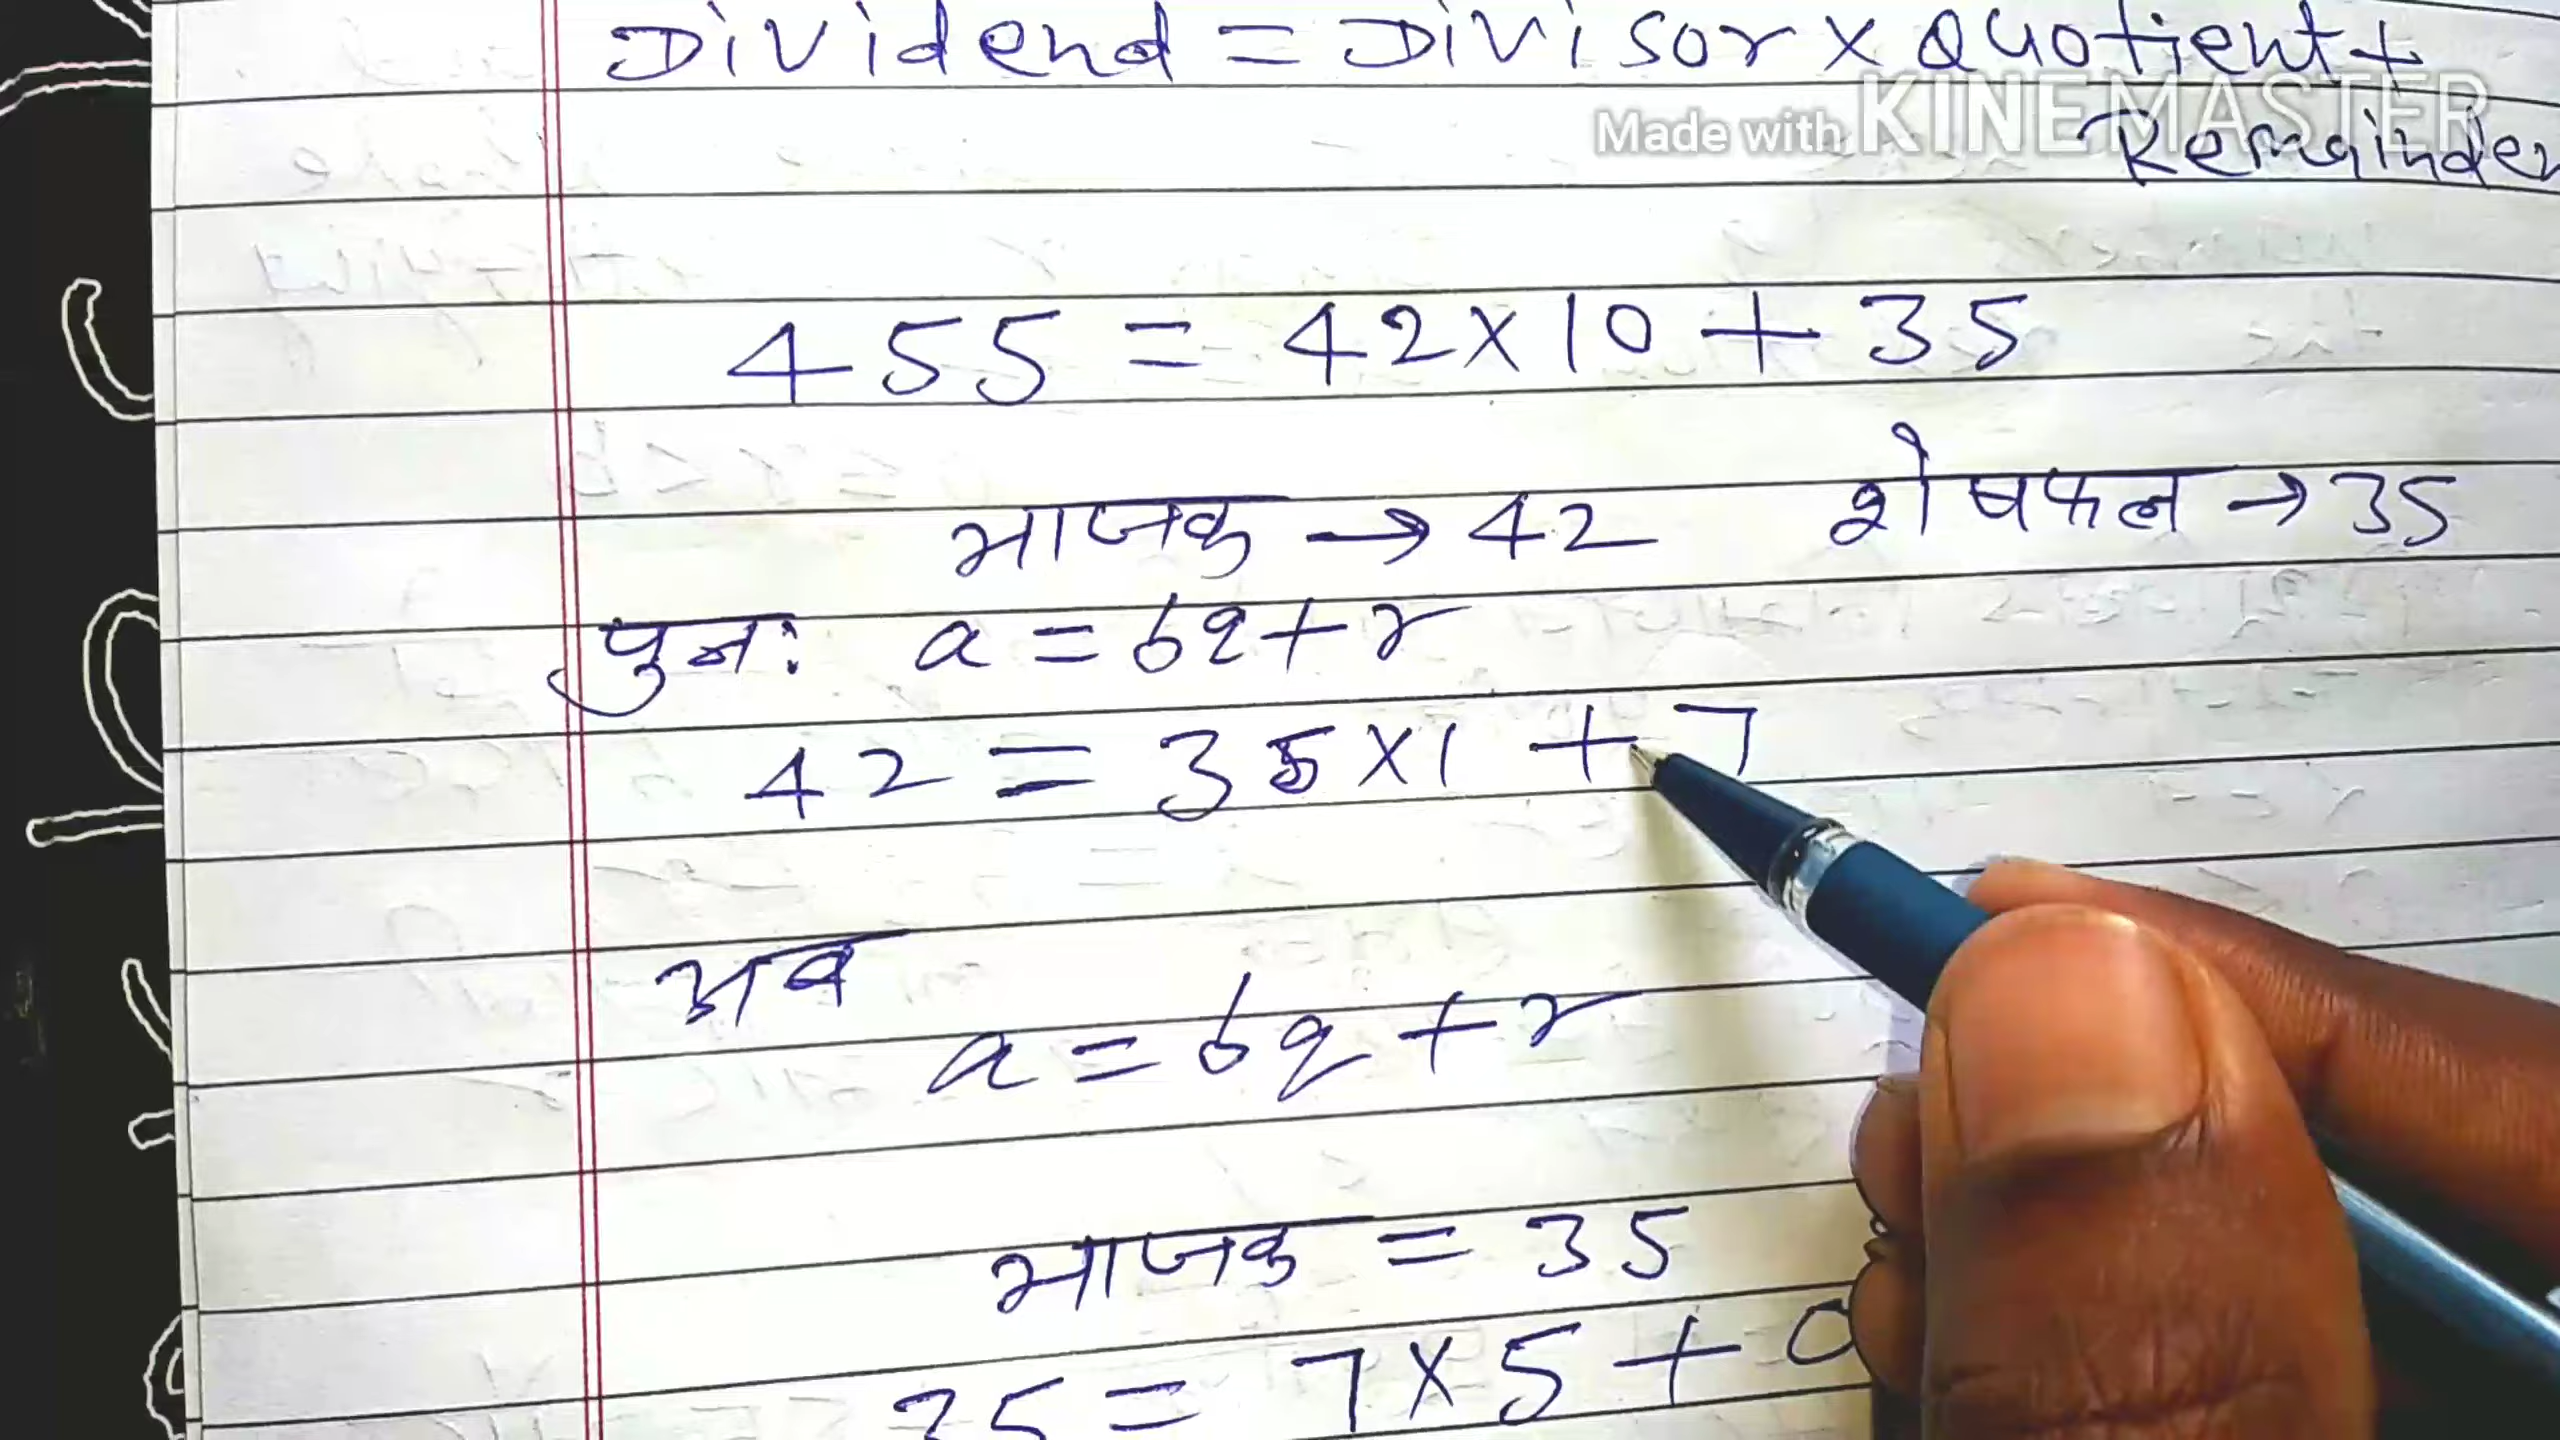 Dividend = Divisor × Quotient +
Made with KINEMASTER
Remainder
455 = 42×10 + 35
भाजक → 42 शेषफल → 35
पुनः a = bq + r
42 = 35×1 + 7
अब
a = bq + r
भाजक = 35
35 = 7×5 + 0